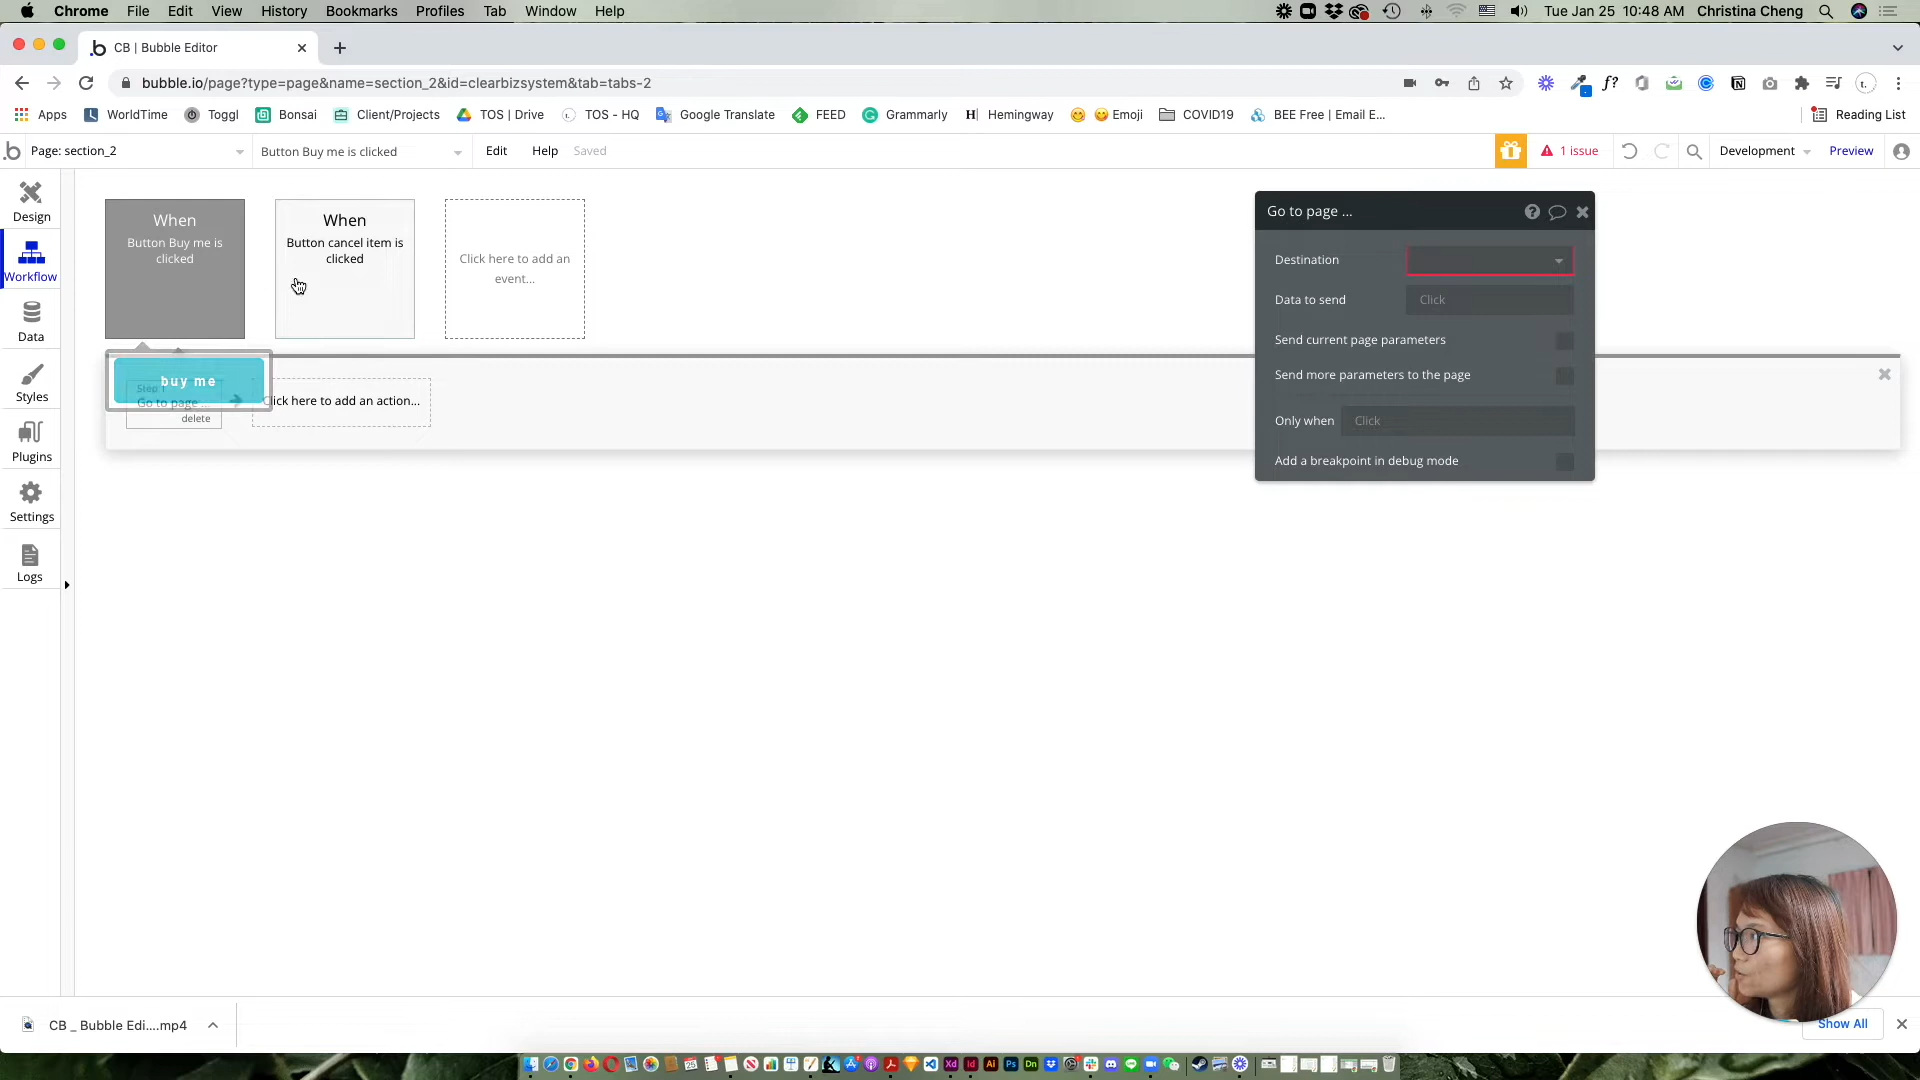 Chrome File Edit View History Bookmarks Profiles Tab Window Help Tue Jan 25 10:48 AM Christina Cheng
CB | Bubble Editor
bubble.io/page?type=page&name=section_2&id=clearbizsystem&tab=tabs-2
Apps WorldTime Toggl Bonsai Client/Projects TOS | Drive TOS - HQ Google Translate FEED Grammarly Hemingway Emoji COVID19 BEE Free | Email E... Reading List
Page: section_2 Button Buy me is clicked Edit Help Saved 1 issue Development Preview
Design
Workflow
Data
Styles
Plugins
Settings
Logs
When
Button Buy me is
clicked
When
Button cancel item is
clicked
Click here to add an
event...
buy me
Step 1
Go to page ...
delete
Click here to add an action...
Go to page ...
Destination
Data to send Click
Send current page parameters
Send more parameters to the page
Only when Click
Add a breakpoint in debug mode
CB _ Bubble Edi....mp4
Show All